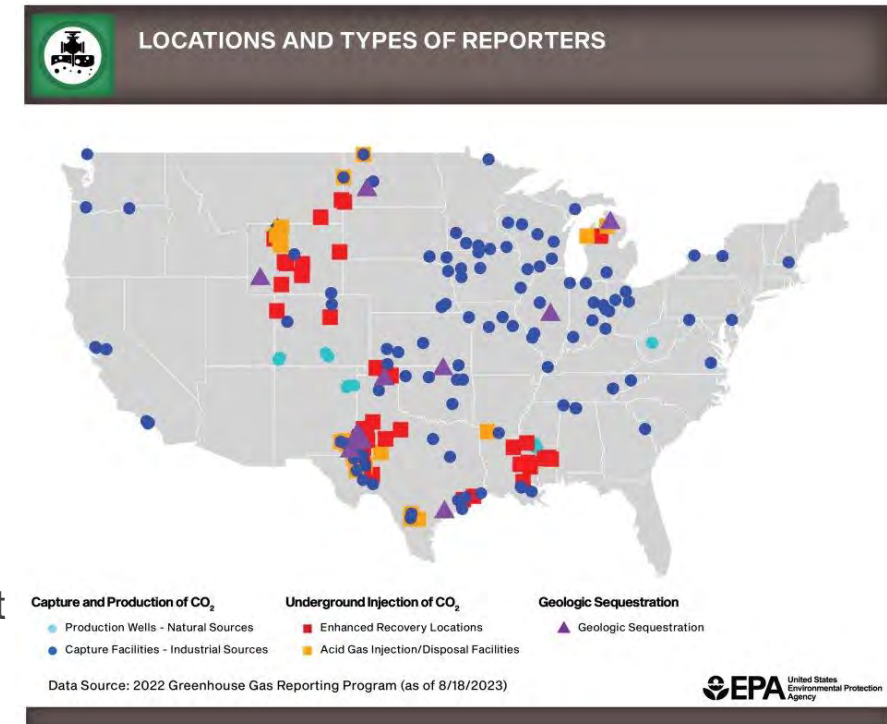 LOCATIONS AND TYPES OF REPORTERS
t
Capture and Production of CO₂
Production Wells - Natural Sources
Capture Facilities - Industrial Sources
Underground Injection of CO₂
Enhanced Recovery Locations
Acid Gas Injection/Disposal Facilities
Geologic Sequestration
Geologic Sequestration
Data Source: 2022 Greenhouse Gas Reporting Program (as of 8/18/2023)
EPA
United States
Environmental Protection
Agency